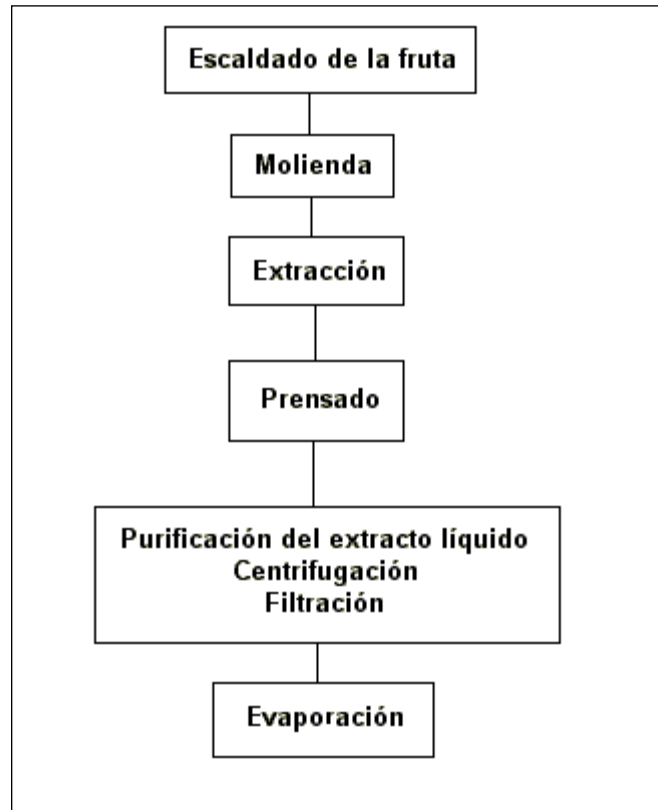 Escaldado de la fruta
Molienda
Extracción
Prensado
Purificación del extracto líquido
Centrifugación
Filtración
Evaporación